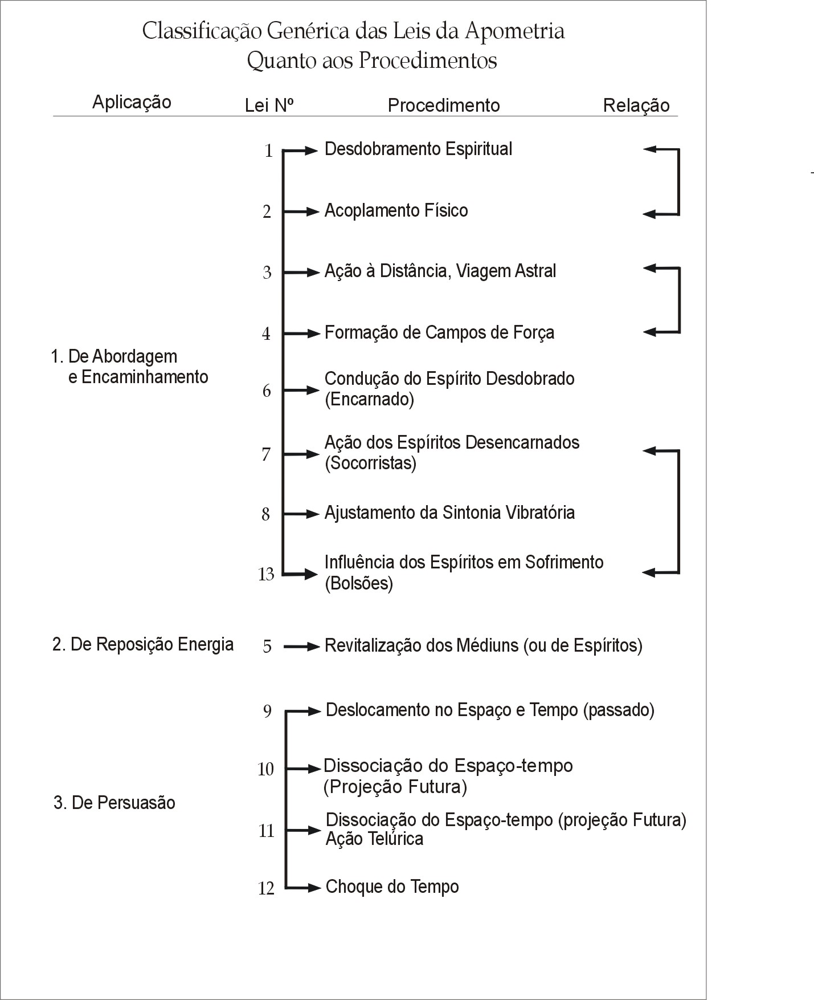 Classificação Genérica das Leis da Apometria
Quanto aos Procedimentos
Aplicação Lei Nº Procedimento Relação
1 Desdobramento Espiritual
2 Acoplamento Físico
3 Ação à Distância, Viagem Astral
4 Formação de Campos de Força
1. De Abordagem
e Encaminhamento
6 Condução do Espírito Desdobrado
(Encarnado)
7 Ação dos Espíritos Desencarnados
(Socorristas)
8 Ajustamento da Sintonia Vibratória
13 Influência dos Espíritos em Sofrimento
(Bolsões)
2. De Reposição Energia 5 Revitalização dos Médiuns (ou de Espíritos)
9 Deslocamento no Espaço e Tempo (passado)
10 Dissociação do Espaço-tempo
(Projeção Futura)
3. De Persuasão
11 Dissociação do Espaço-tempo (projeção Futura)
Ação Telúrica
12 Choque do Tempo